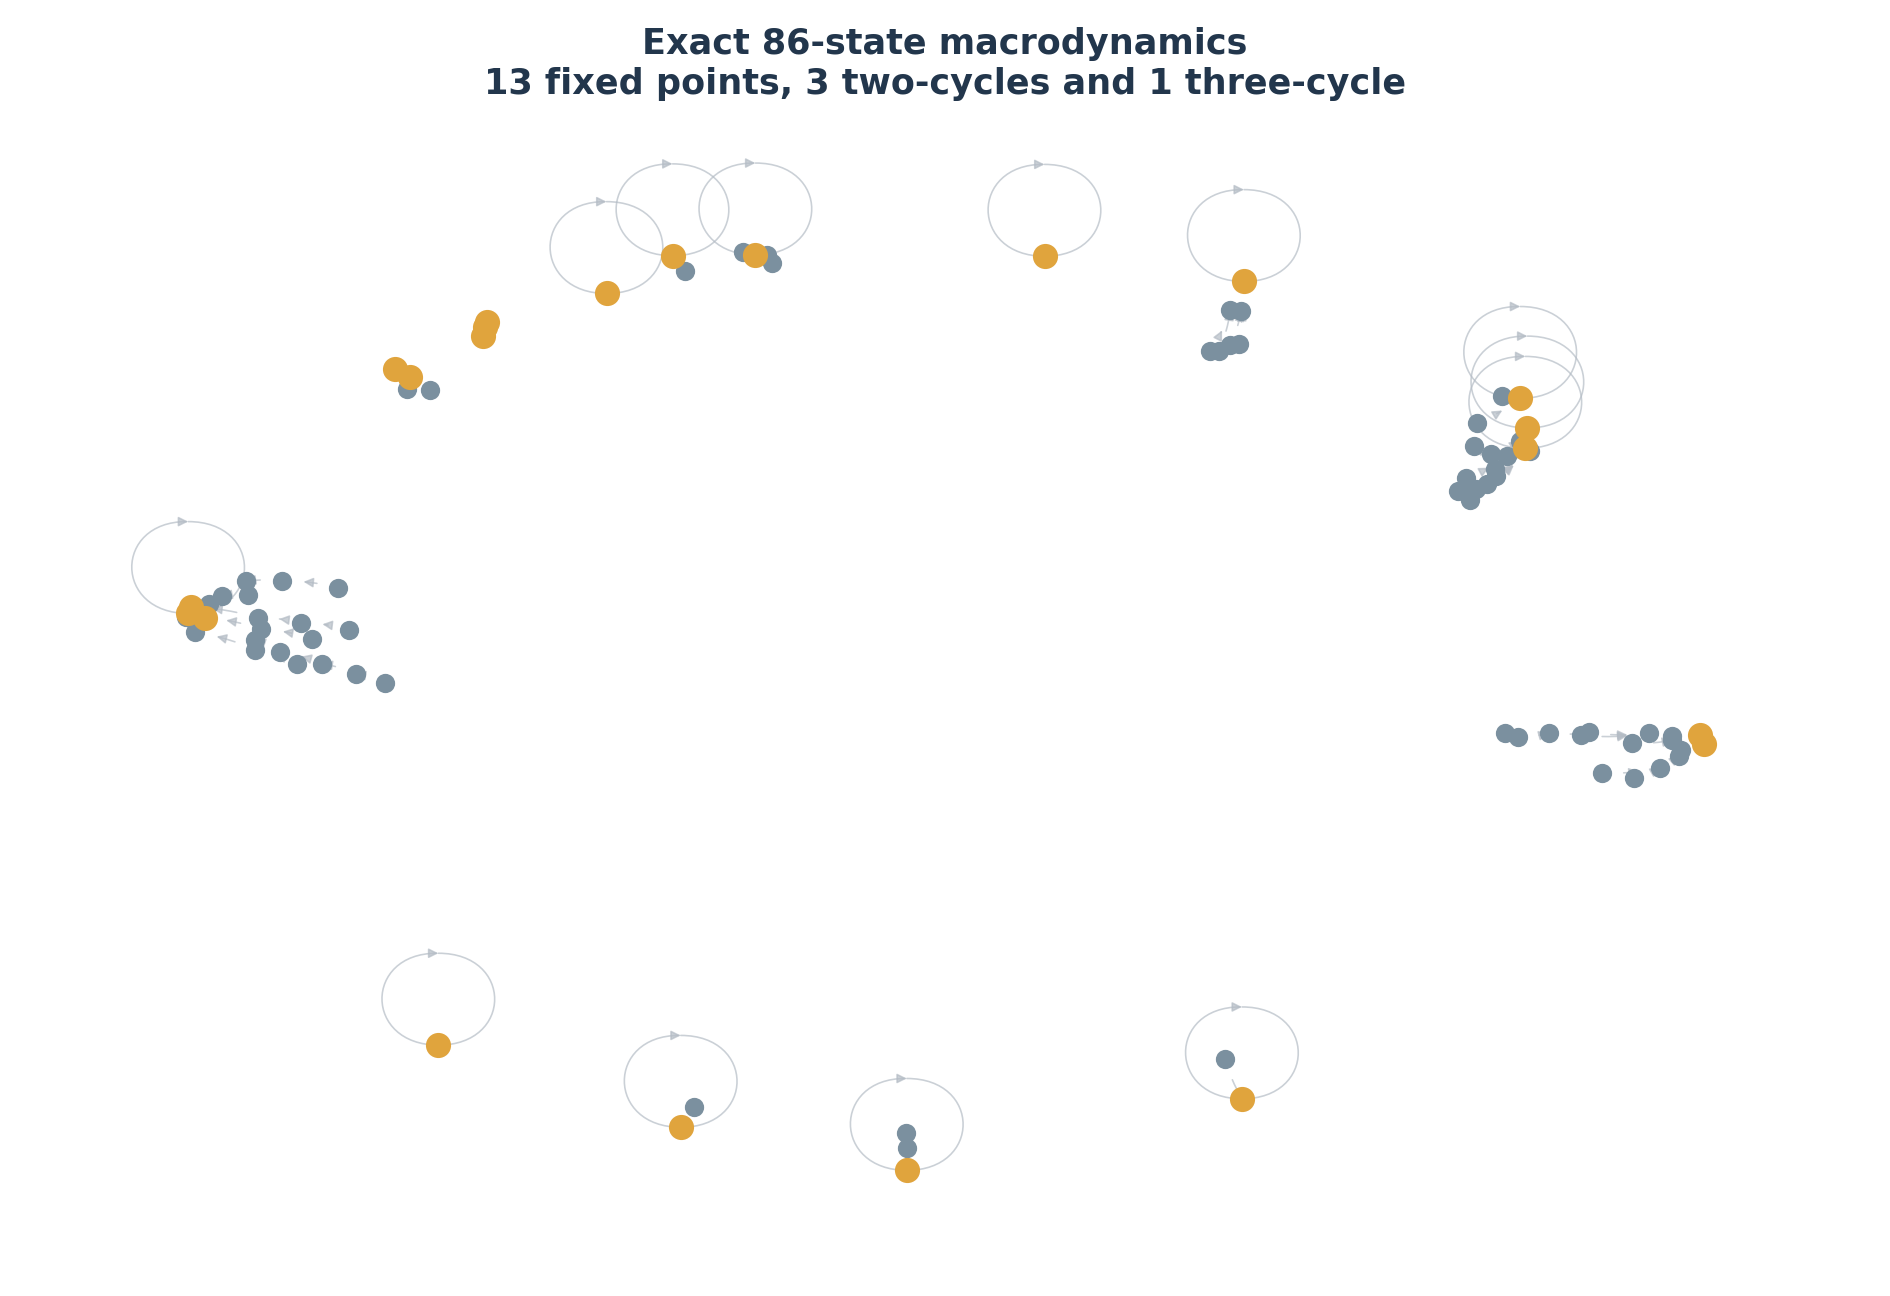 Exact 86-state macrodynamics
13 fixed points, 3 two-cycles and 1 three-cycle